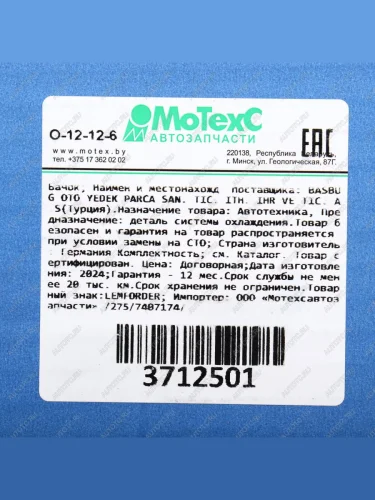 МоТехС
АВТОЗАПЧАСТИ
О-12-12-6
www.motex.by
тел. +375 17 362 02 02
220138, Республика Беларусь,
г. Минск, ул. Геологическая, 87Г.
EAC
Бачок, Наимен и местонахожд поставщика: BASBU
G OTO YEDEK PARCA SAN. TIC. ITH. IHR VE TIC. A
S(Турция).Назначение товара: Автотехника, Пре
дназначение: деталь системы охлаждения.Товар б
езопасен и гарантия на товар распространяется
при условии замены на СТО; Страна изготовитель
Германия Комплектность; см. Каталог. Товар с
ертифицирован. Цена: Договорная;Дата изготовле
ния: 2024;Гарантия - 12 мес.Срок службы не мен
ее 20 тыс. км.Срок хранения не ограничен.Товар
ный знак:LEMFORDER; Импортер: ООО «Мотехсавтоз
апчасти» /275/7487174/
3712501